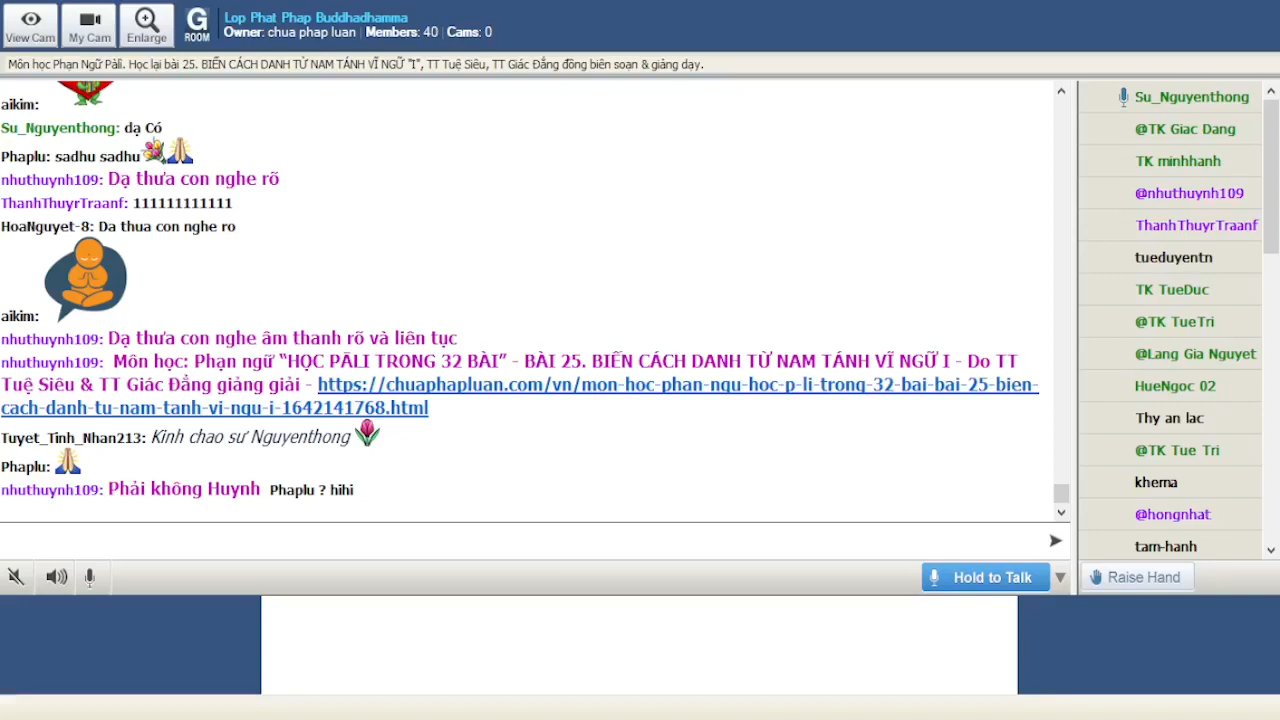 View Cam
My Cam
Enlarge
G
ROOM
Lop Phat Phap Buddhadhamma
Owner: chua phap luan | Members: 40 | Cams: 0
Môn học Phạn Ngữ Pàli. Học lại bài 25. BIẾN CÁCH DANH TỪ NAM TÁNH VĨ NGỮ "I", TT Tuệ Siêu, TT Giác Đẳng đồng biên soạn & giảng dạy.
aikim:
Su_Nguyenthong: dạ Có
Phaplu: sadhu sadhu
nhuthuynh109: Dạ thưa con nghe rõ
ThanhThuyrTraanf: 111111111111
HoaNguyet-8: Da thua con nghe ro
aikim:
nhuthuynh109: Dạ thưa con nghe âm thanh rõ và liên tục
nhuthuynh109: Môn học: Phạn ngữ “HỌC PĀLI TRONG 32 BÀI” - BÀI 25. BIẾN CÁCH DANH TỪ NAM TÁNH VĨ NGỮ I - Do TT
Tuệ Siêu & TT Giác Đẳng giảng giải - https://chuaphapluan.com/vn/mon-hoc-phan-ngu-hoc-p-li-trong-32-bai-bai-25-bien-
cach-danh-tu-nam-tanh-vi-ngu-i-1642141768.html
Tuyet_Tinh_Nhan213: Kính chao sư Nguyenthong
Phaplu:
nhuthuynh109: Phải không Huynh Phaplu ? hihi
Su_Nguyenthong
@TK Giac Dang
TK minhhanh
@nhuthuynh109
ThanhThuyrTraanf
tueduyentn
TK TueDuc
@TK TueTri
@Lang Gia Nguyet
HueNgoc 02
Thy an lac
@TK Tue Tri
khema
@hongnhat
tam-hanh
Hold to Talk
Raise Hand